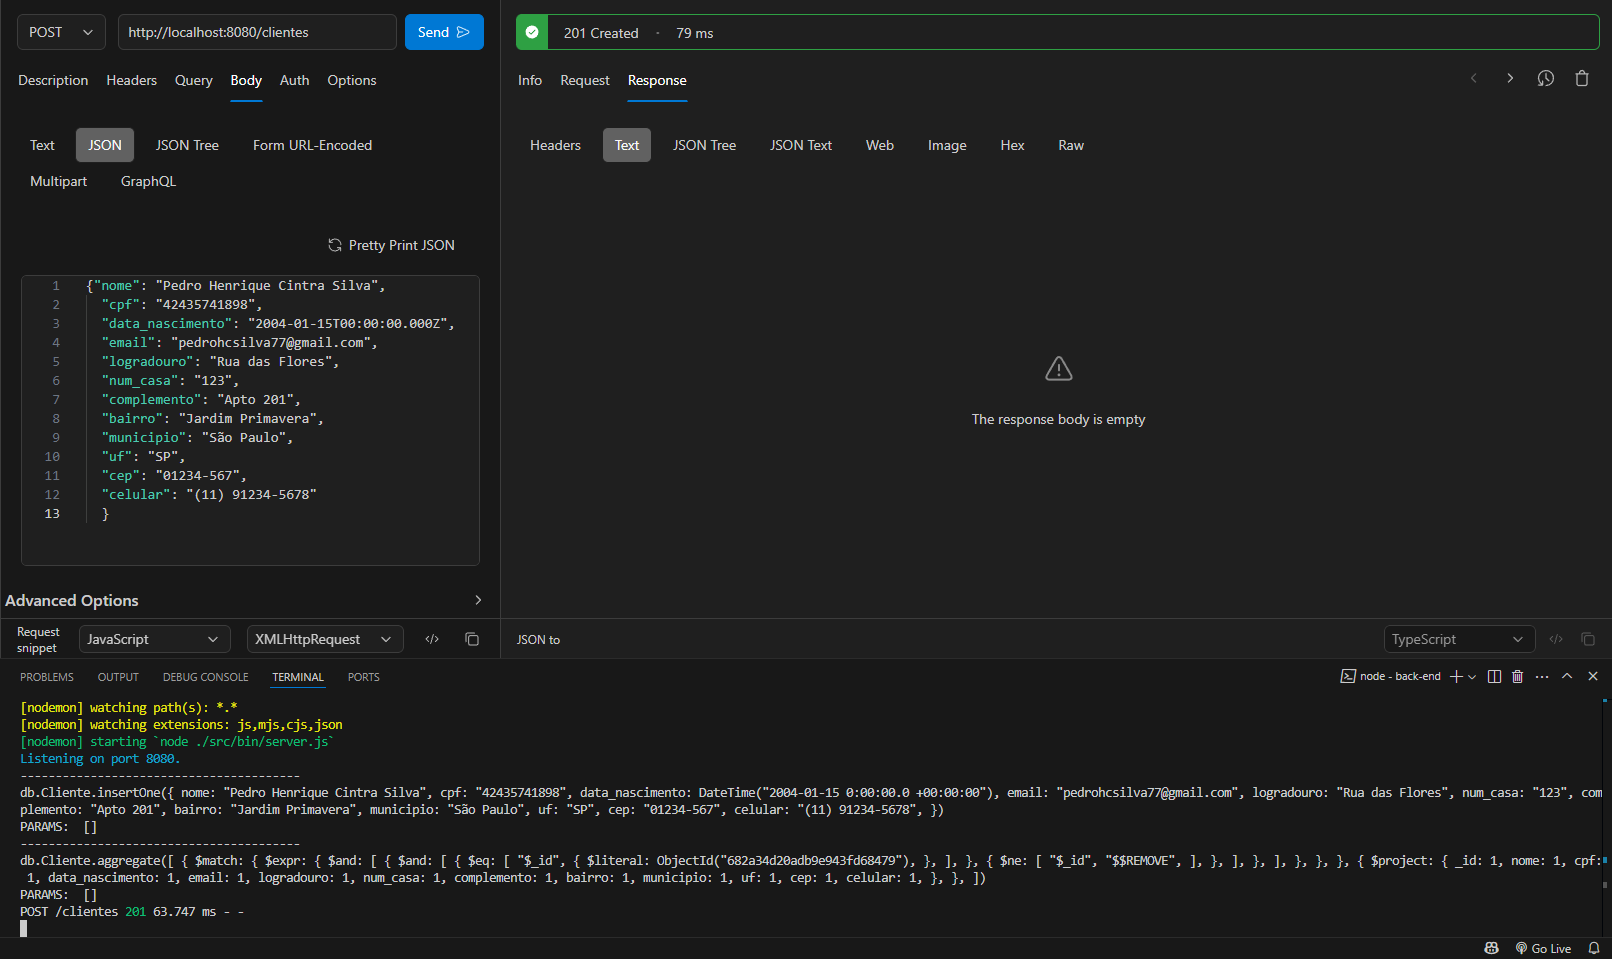 POST
http://localhost:8080/clientes
Send
Description Headers Query Body Auth Options
Text JSON JSON Tree Form URL-Encoded
Multipart GraphQL
Pretty Print JSON
1 {"nome": "Pedro Henrique Cintra Silva",
2 "cpf": "42435741898",
3 "data_nascimento": "2004-01-15T00:00:00.000Z",
4 "email": "pedrohcsilva77@gmail.com",
5 "logradouro": "Rua das Flores",
6 "num_casa": "123",
7 "complemento": "Apto 201",
8 "bairro": "Jardim Primavera",
9 "municipio": "São Paulo",
10 "uf": "SP",
11 "cep": "01234-567",
12 "celular": "(11) 91234-5678"
13 }
Advanced Options
Request
snippet
JavaScript
XMLHttpRequest
201 Created · 79 ms
Info Request Response
Headers Text JSON Tree JSON Text Web Image Hex Raw
The response body is empty
JSON to
TypeScript
PROBLEMS OUTPUT DEBUG CONSOLE TERMINAL PORTS
node - back-end
[nodemon] watching path(s): *.*
[nodemon] watching extensions: js,mjs,cjs,json
[nodemon] starting `node ./src/bin/server.js`
Listening on port 8080.
----------------------------------------
db.Cliente.insertOne({ nome: "Pedro Henrique Cintra Silva", cpf: "42435741898", data_nascimento: DateTime("2004-01-15 0:00:00.0 +00:00:00"), email: "pedrohcsilva77@gmail.com", logradouro: "Rua das Flores", num_casa: "123", com
plemento: "Apto 201", bairro: "Jardim Primavera", municipio: "São Paulo", uf: "SP", cep: "01234-567", celular: "(11) 91234-5678", })
PARAMS:  []
----------------------------------------
db.Cliente.aggregate([ { $match: { $expr: { $and: [ { $and: [ { $eq: [ "$_id", { $literal: ObjectId("682a34d20adb9e943fd68479"), }, ], }, { $ne: [ "$_id", "$$REMOVE", ], }, ], }, ], }, }, }, { $project: { _id: 1, nome: 1, cpf:
1, data_nascimento: 1, email: 1, logradouro: 1, num_casa: 1, complemento: 1, bairro: 1, municipio: 1, uf: 1, cep: 1, celular: 1, }, }, ])
PARAMS:  []
POST /clientes 201 63.747 ms - -
Go Live